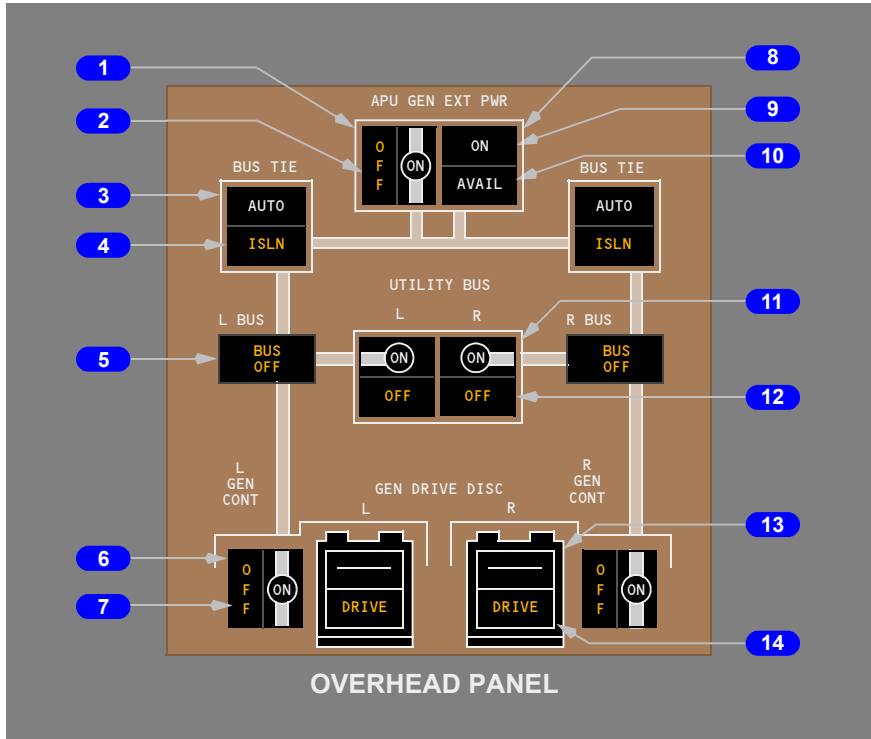 1
8
APU GEN EXT PWR
2
O
F
F
ON
ON
9
AVAIL
10
BUS TIE
BUS TIE
3
AUTO
AUTO
4
ISLN
ISLN
UTILITY BUS
11
L BUS
L
R
R BUS
5
BUS
OFF
ON
ON
BUS
OFF
OFF
OFF
12
L
GEN
CONT
GEN DRIVE DISC
R
GEN
CONT
L
R
13
6
O
F
F
ON
O
F
F
ON
7
DRIVE
DRIVE
14
OVERHEAD PANEL